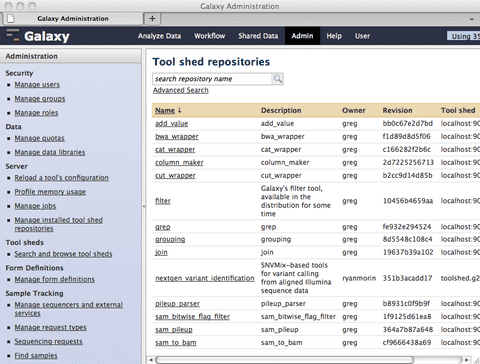 Galaxy Administration
Galaxy Administration
Galaxy
Analyze Data Workflow Shared Data Admin Help User Using 35
Administration
Security
Manage users
Manage groups
Manage roles
Data
Manage quotas
Manage data libraries
Server
Reload a tool's configuration
Profile memory usage
Manage jobs
Manage installed tool shed
repositories
Tool sheds
Search and browse tool sheds
Form Definitions
Manage form definitions
Sample Tracking
Manage sequencers and external
services
Manage request types
Sequencing requests
Find samples
Tool shed repositories
search repository name
Advanced Search
Name ↓ Description Owner Revision Tool shed
add_value add_value greg bb0c67e2d7bd localhost:90
bwa_wrapper bwa_wrapper greg f1d89d8d5f06 localhost:90
cat_wrapper cat_wrapper greg c166282f2b6c localhost:90
column_maker column_maker greg 2d7225256713 localhost:90
cut_wrapper cut_wrapper greg b2cc9d14d85b localhost:90
filter Galaxy's filter tool, available in the distribution for some time greg 10456b4659aa localhost:90
grep grep greg fe932e294524 localhost:90
grouping grouping greg 8d5548c108c4 localhost:90
join join greg 19637b39a102 localhost:90
nextgen_variant_identification SNVMix-based tools for variant calling from aligned Illumina sequence data ryanmorin 351b3acadd17 toolshed.g2
pileup_parser pileup_parser greg b8931c0f9b9f localhost:90
sam_bitwise_flag_filter sam_bitwise_flag_filter greg 1f9125d61ea8 localhost:90
sam_pileup sam_pileup greg 364a7b87a648 localhost:90
sam_to_bam sam_to_bam greg cf9666438a69 localhost:90